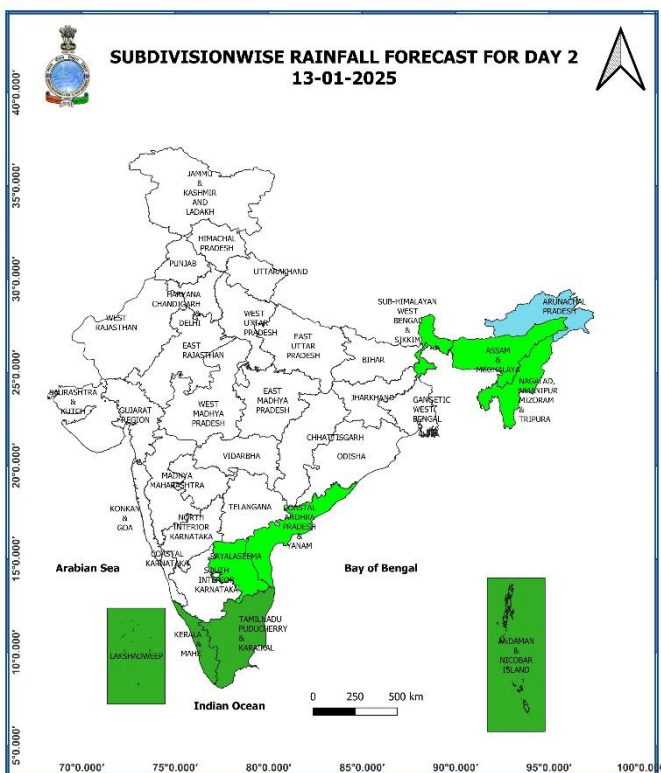 SUBDIVISIONWISE RAINFALL FORECAST FOR DAY 2
13-01-2025
40°0.000'
35°0.000'
30°0.000'
25°0.000'
20°0.000'
15°0.000'
10°0.000'
5°0.000'
JAMMU
&
KASHMIR
AND
LADAKH
HIMACHAL
PRADESH
PUNJAB
UTTARAKHAND
HARYANA
CHANDIGARH
&
DELHI
WEST
RAJASTHAN
WEST
UTTAR
PRADESH
EAST
UTTAR
PRADESH
EAST
RAJASTHAN
SUB-HIMALAYAN
WEST
BENGAL
&
SIKKIM
ARUNACHAL
PRADESH
ASSAM
&
MEGHALAYA
NAGALAD,
MANIPUR
MIZORAM
&
TRIPURA
BIHAR
JHARKHAND
GANGETIC
WEST
BENGAL
SAURASHTRA
&
KUTCH
GUJARAT
REGION
WEST
MADHYA
PRADESH
EAST
MADHYA
PRADESH
CHHATTISGARH
ODISHA
VIDARBHA
MADHYA
MAHARASHTRA
KONKAN
&
GOA
NORTH
INTERIOR
KARNATAKA
TELANGANA
COASTAL
ANDHRA
PRADESH
&
YANAM
COASTAL
KARNATAKA
RAYALASEEMA
SOUTH
INTERIOR
KARNATAKA
Arabian Sea
Bay of Bengal
TAMILNADU
PUDUCHERRY
&
KARAIKAL
KERALA
&
MAHE
LAKSHADWEEP
ANDAMAN
&
NICOBAR
ISLAND
Indian Ocean
0 250 500 km
70°0.000' 75°0.000' 80°0.000' 85°0.000' 90°0.000' 95°0.000' 100°0.00